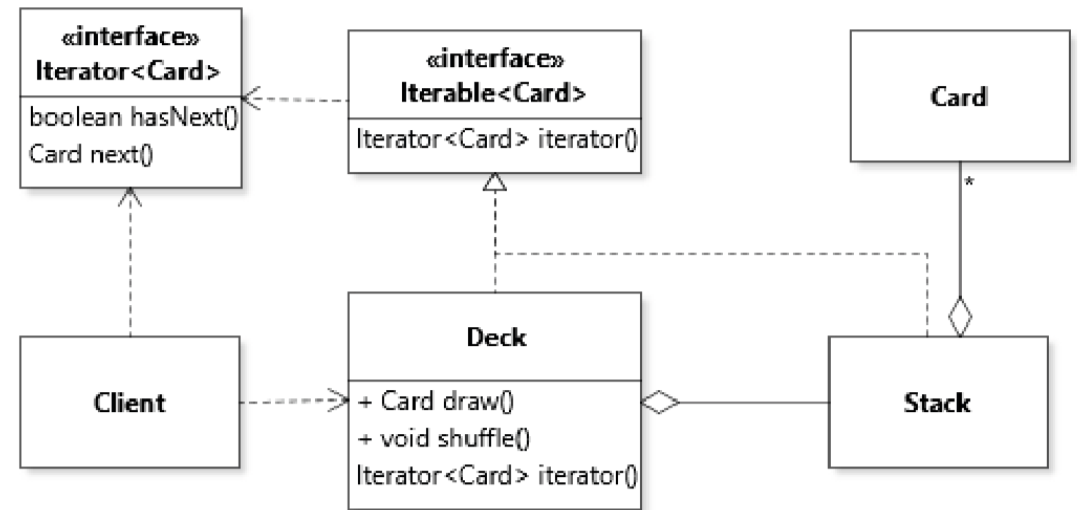 «interface»
Iterator<Card>
boolean hasNext()
Card next()
«interface»
Iterable<Card>
Iterator<Card> iterator()
Card
*
Client
Deck
+ Card draw()
+ void shuffle()
Iterator<Card> iterator()
Stack